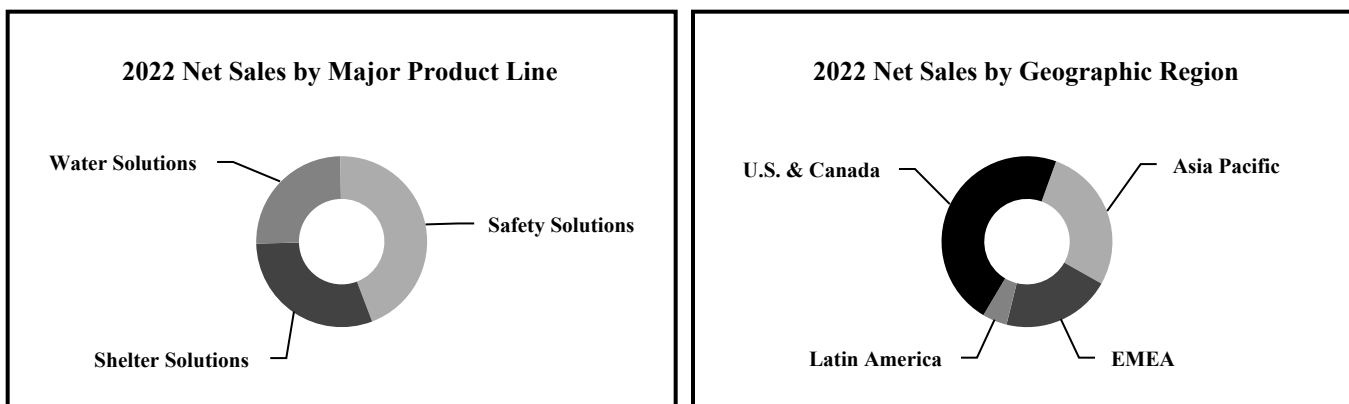 2022 Net Sales by Major Product Line
Water Solutions
Safety Solutions
Shelter Solutions
2022 Net Sales by Geographic Region
U.S. & Canada
Asia Pacific
Latin America
EMEA